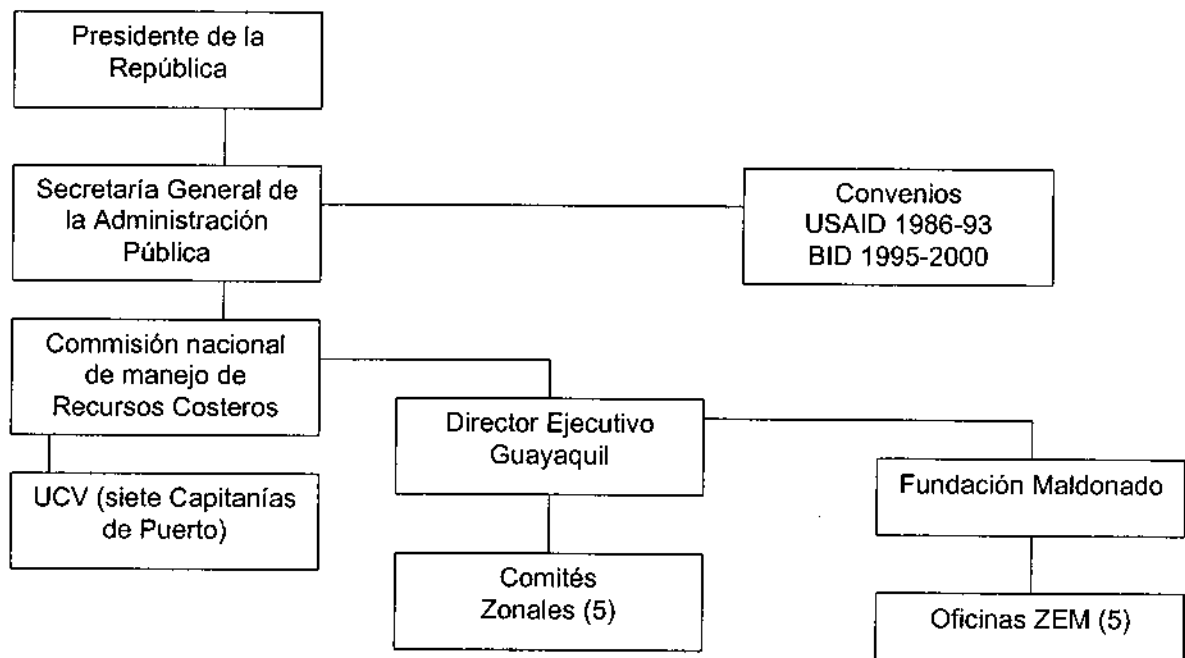 Presidente de la
República
Secretaría General de
la Administración
Pública
Convenios
USAID 1986-93
BID 1995-2000
Commisión nacional
de manejo de
Recursos Costeros
Director Ejecutivo
Guayaquil
Fundación Maldonado
UCV (siete Capitanías
de Puerto)
Comités
Zonales (5)
Oficinas ZEM (5)